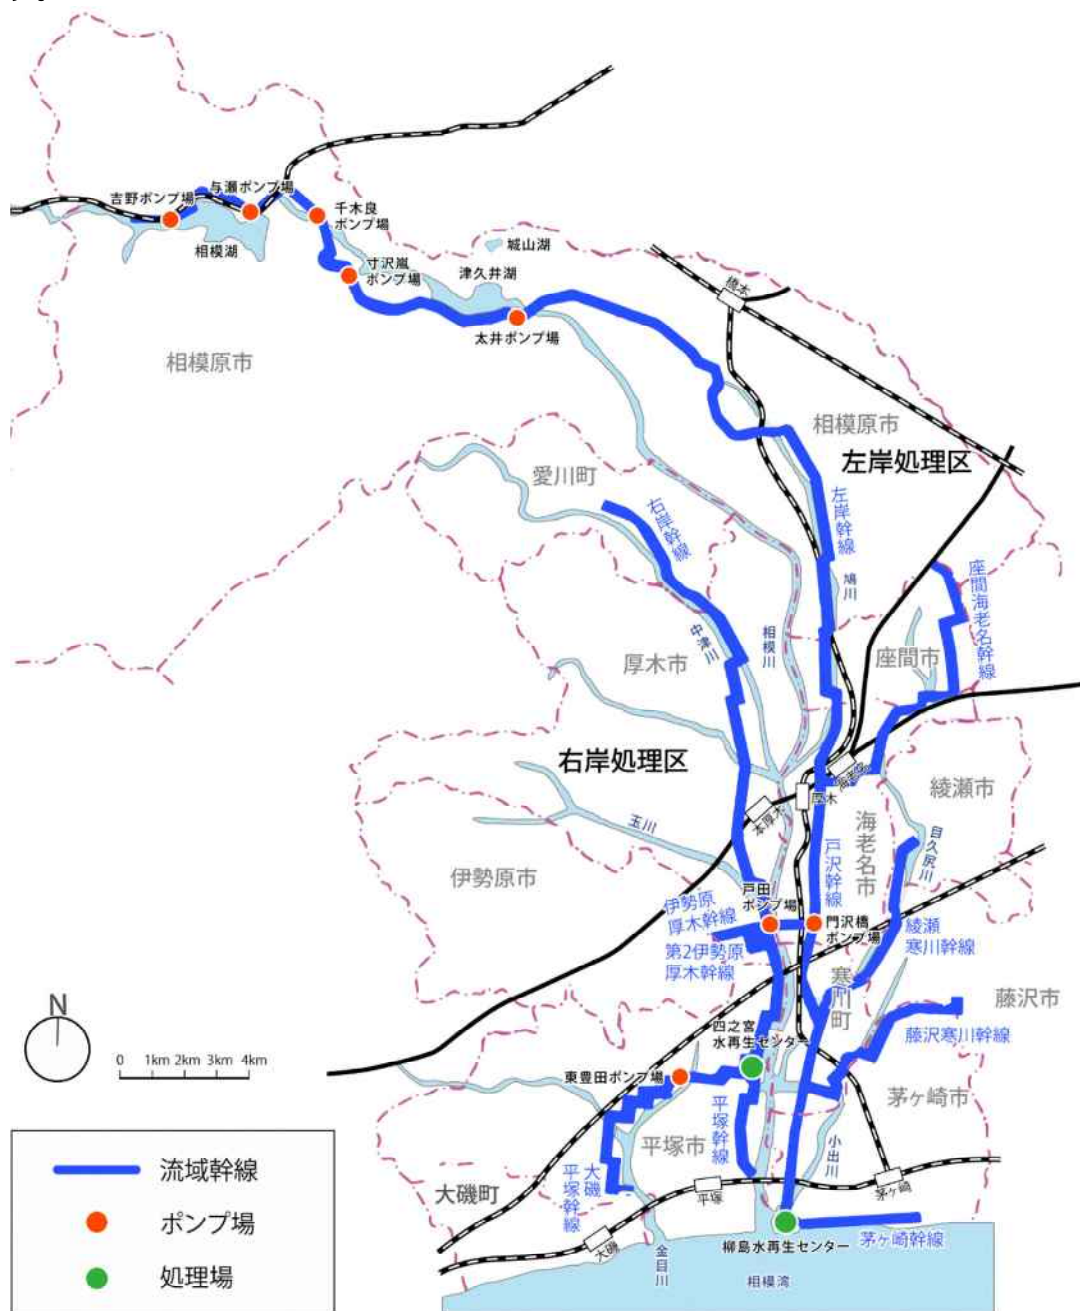 吉野ポンプ場
与瀬ポンプ場
千木良
ポンプ場
相模湖
城山湖
寸沢嵐
ポンプ場
津久井湖
太井ポンプ場
橋本
相模原市
相模原市
左岸処理区
愛川町
右岸幹線
左岸幹線
鳩川
座間海老名幹線
中津川
相模川
厚木市
座間市
右岸処理区
海老名
厚木
本厚木
綾瀬市
海老名市
目久尻川
玉川
戸沢幹線
伊勢原市
戸田
ポンプ場
伊勢原
厚木幹線
門沢橋
ポンプ場
綾瀬
寒川幹線
第2伊勢原
厚木幹線
寒川町
藤沢市
N
四之宮
水再生センター
藤沢寒川幹線
0 1km 2km 3km 4km
東豊田ポンプ場
茅ヶ崎市
平塚幹線
平塚市
小出川
大磯
平塚幹線
大磯町
平塚
茅ヶ崎
大磯
金目川
柳島水再生センター
茅ヶ崎幹線
相模湾
流域幹線
ポンプ場
処理場